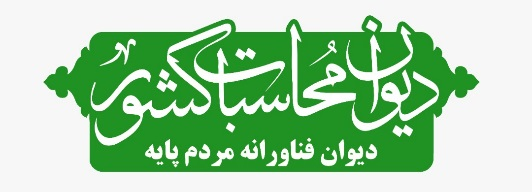 دیوان محاسبات کشور
دیوان فناورانه مردم پایه